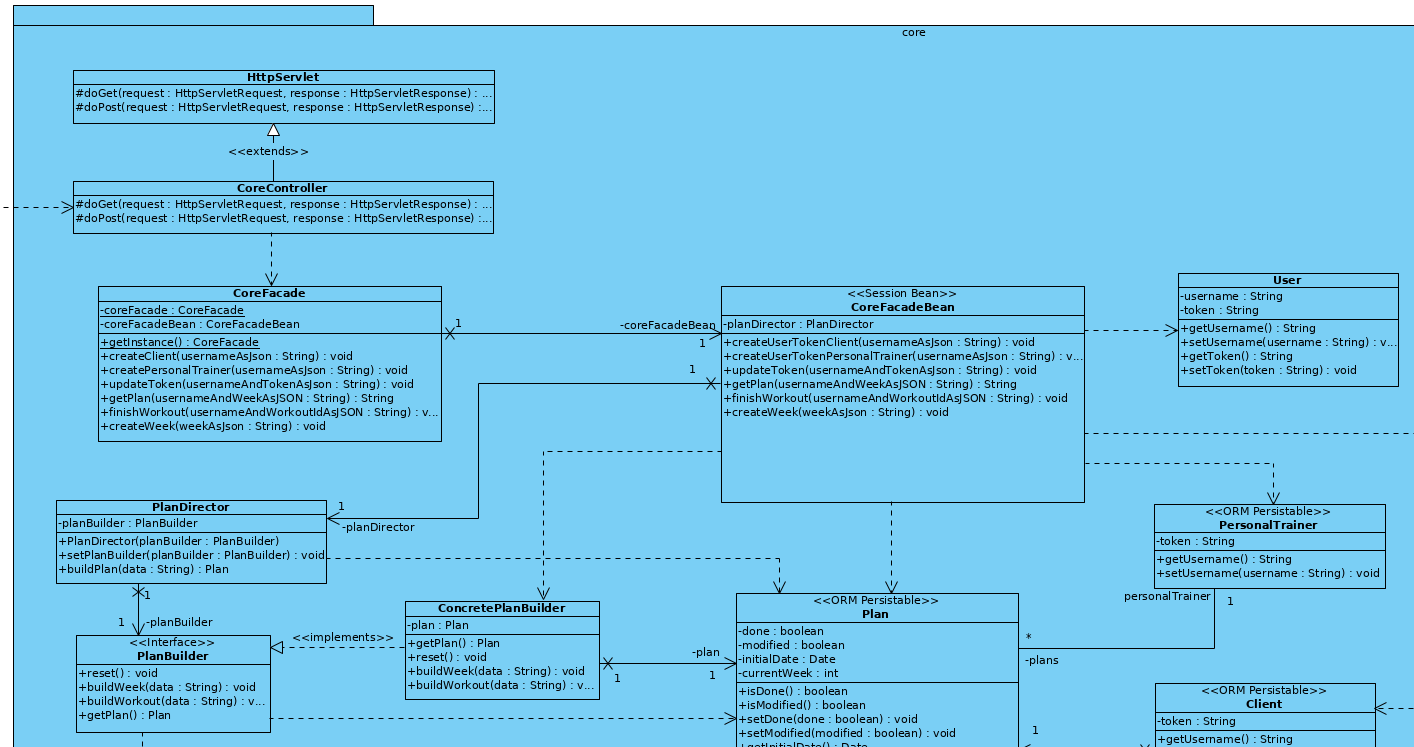 core
HttpServlet
#doGet(request : HttpServletRequest, response : HttpServletResponse) : ...
#doPost(request : HttpServletRequest, response : HttpServletResponse) :...
<<extends>>
CoreController
#doGet(request : HttpServletRequest, response : HttpServletResponse) : ...
#doPost(request : HttpServletRequest, response : HttpServletResponse) :...
CoreFacade
-coreFacade : CoreFacade
-coreFacadeBean : CoreFacadeBean
+getInstance() : CoreFacade
+createClient(usernameAsJson : String) : void
+createPersonalTrainer(usernameAsJson : String) : void
+updateToken(usernameAndTokenAsJson : String) : void
+getPlan(usernameAndWeekAsJSON : String) : String
+finishWorkout(usernameAndWorkoutIdAsJSON : String) : v...
+createWeek(weekAsJson : String) : void
1
-coreFacadeBean
1
<<Session Bean>>
CoreFacadeBean
-planDirector : PlanDirector
+createUserTokenClient(usernameAsJson : String) : void
+createUserTokenPersonalTrainer(usernameAsJson : String) : v...
+updateToken(usernameAndTokenAsJson : String) : void
+getPlan(usernameAndWeekAsJSON : String) : String
+finishWorkout(usernameAndWorkoutIdAsJSON : String) : void
+createWeek(weekAsJson : String) : void
User
-username : String
-token : String
+getUsername() : String
+setUsername(username : String) : v...
+getToken() : String
+setToken(token : String) : void
1
1
-planDirector
PlanDirector
-planBuilder : PlanBuilder
+PlanDirector(planBuilder : PlanBuilder)
+setPlanBuilder(planBuilder : PlanBuilder) : void
+buildPlan(data : String) : Plan
1
1
-planBuilder
<<Interface>>
PlanBuilder
+reset() : void
+buildWeek(data : String) : void
+buildWorkout(data : String) : v...
+getPlan() : Plan
<<implements>>
ConcretePlanBuilder
-plan : Plan
+getPlan() : Plan
+reset() : void
+buildWeek(data : String) : void
+buildWorkout(data : String) : v...
1
-plan
1
<<ORM Persistable>>
Plan
-done : boolean
-modified : boolean
-initialDate : Date
-currentWeek : int
+isDone() : boolean
+isModified() : boolean
+setDone(done : boolean) : void
+setModified(modified : boolean) : void
+getInitialDate() : Date
<<ORM Persistable>>
PersonalTrainer
-token : String
+getUsername() : String
+setUsername(username : String) : void
personalTrainer
1
*
-plans
1
<<ORM Persistable>>
Client
-token : String
+getUsername() : String